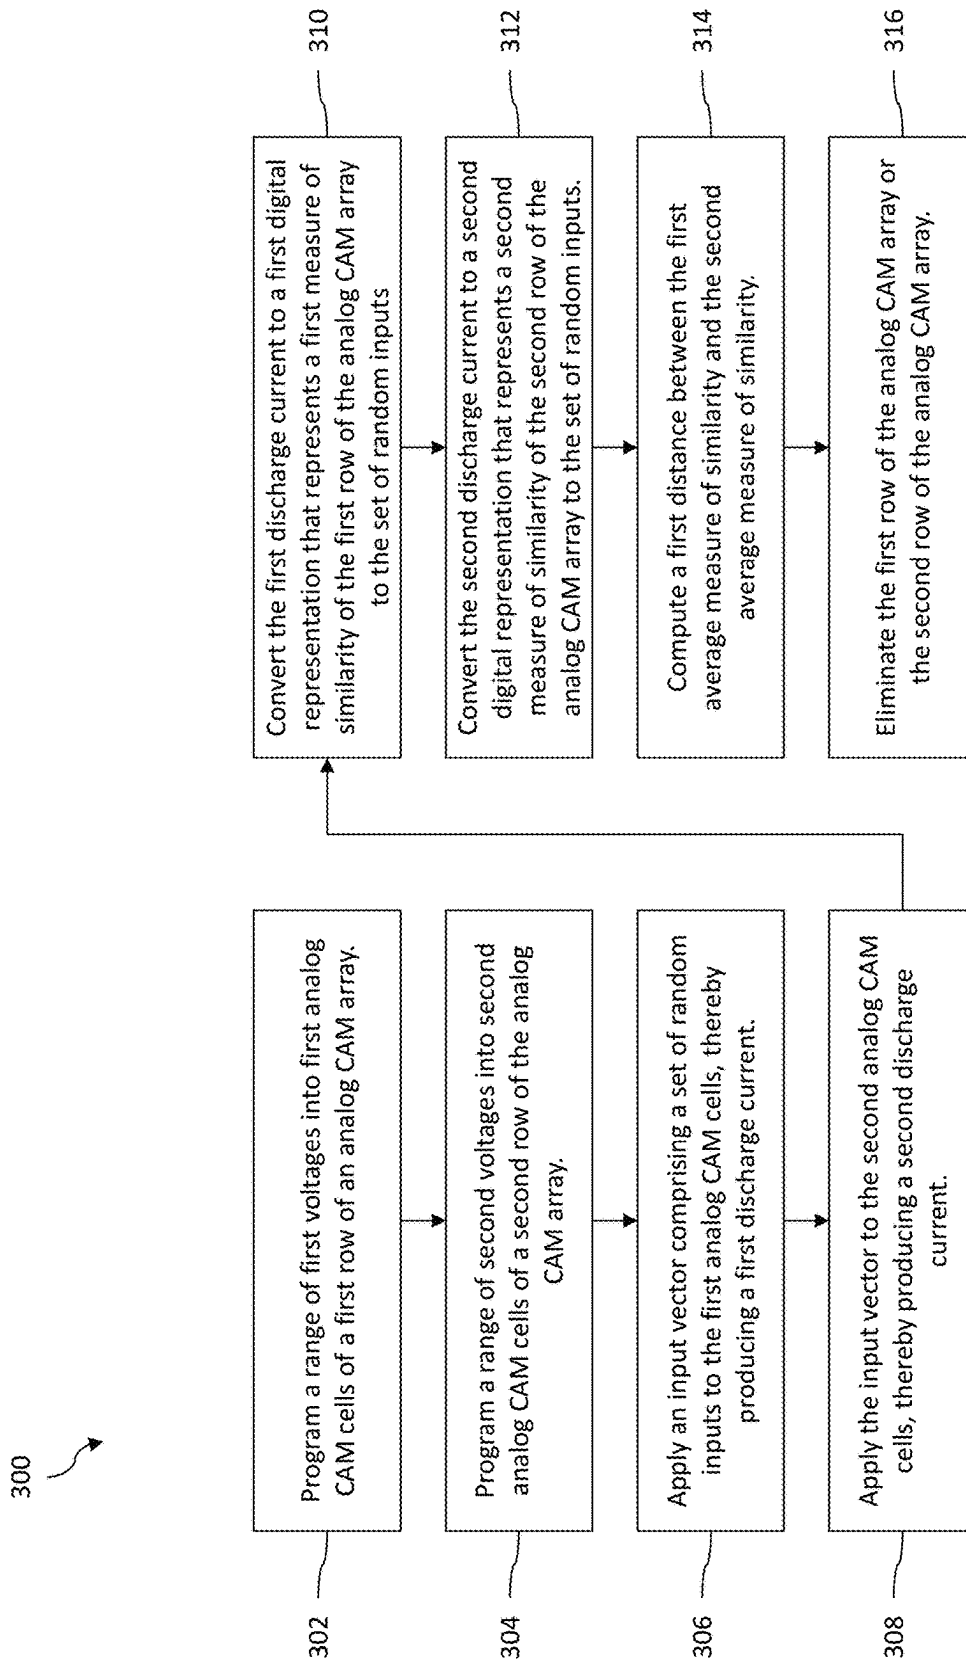 300
302
Program a range of first voltages into first analog
CAM cells of a first row of an analog CAM array.
304
Program a range of second voltages into second
analog CAM cells of a second row of the analog
CAM array.
306
Apply an input vector comprising a set of random
inputs to the first analog CAM cells, thereby
producing a first discharge current.
308
Apply the input vector to the second analog CAM
cells, thereby producing a second discharge
current.
310
Convert the first discharge current to a first digital
representation that represents a first measure of
similarity of the first row of the analog CAM array
to the set of random inputs
312
Convert the second discharge current to a second
digital representation that represents a second
measure of similarity of the second row of the
analog CAM array to the set of random inputs.
314
Compute a first distance between the first
average measure of similarity and the second
average measure of similarity.
316
Eliminate the first row of the analog CAM array or
the second row of the analog CAM array.